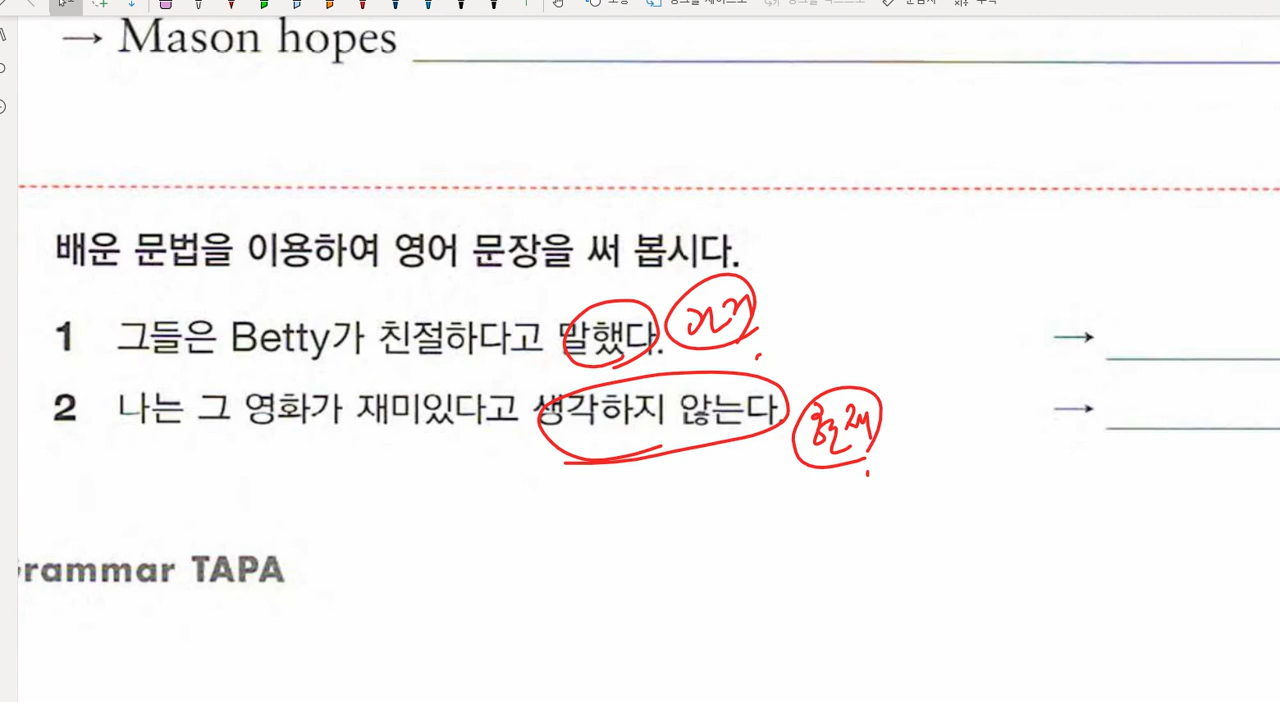 → Mason hopes
배운 문법을 이용하여 영어 문장을 써 봅시다.
1 그들은 Betty가 친절하다고 말했다. 과거 →
2 나는 그 영화가 재미있다고 생각하지 않는다. 현재 →
Grammar TAPA